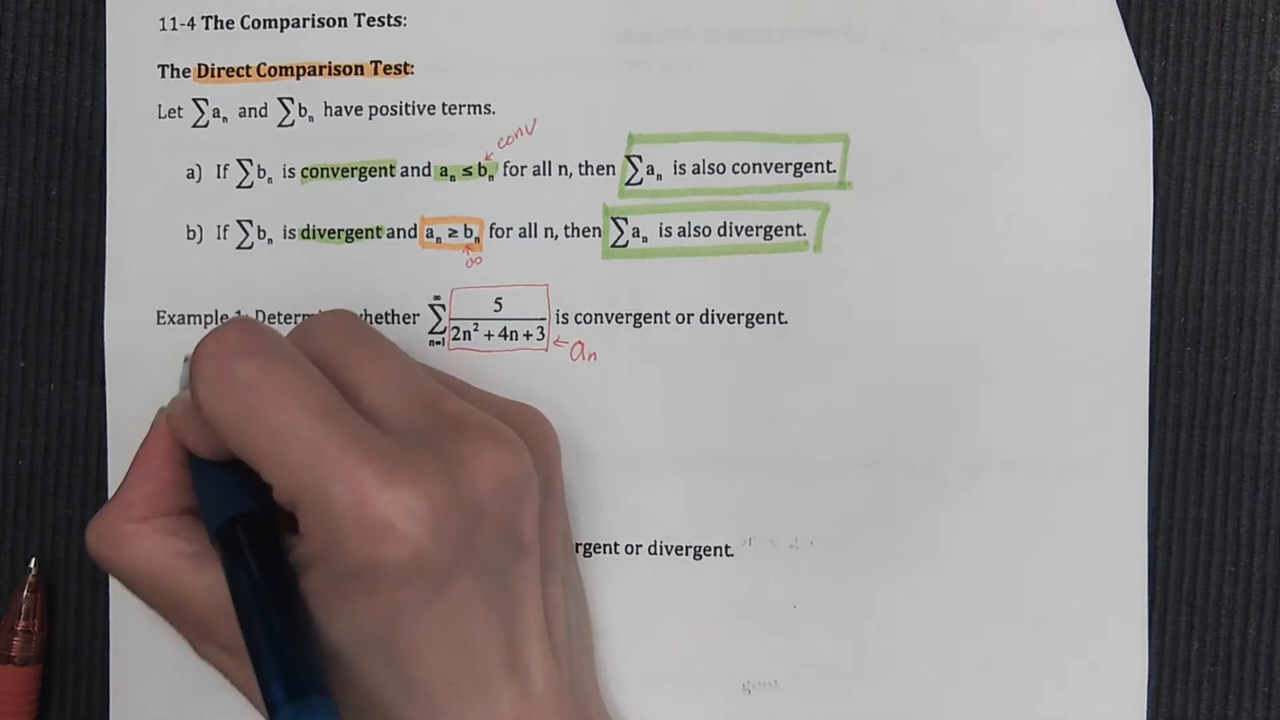 11-4 The Comparison Tests:
The Direct Comparison Test:
Let ∑aₙ and ∑bₙ have positive terms.
conv
a) If ∑bₙ is convergent and aₙ ≤ bₙ for all n, then ∑aₙ is also convergent.
b) If ∑bₙ is divergent and aₙ ≥ bₙ for all n, then ∑aₙ is also divergent.
∞
Example 1: ∑ n=1 ∞ 5/(2n² + 4n + 3) is convergent or divergent.
← aₙ
or divergent.